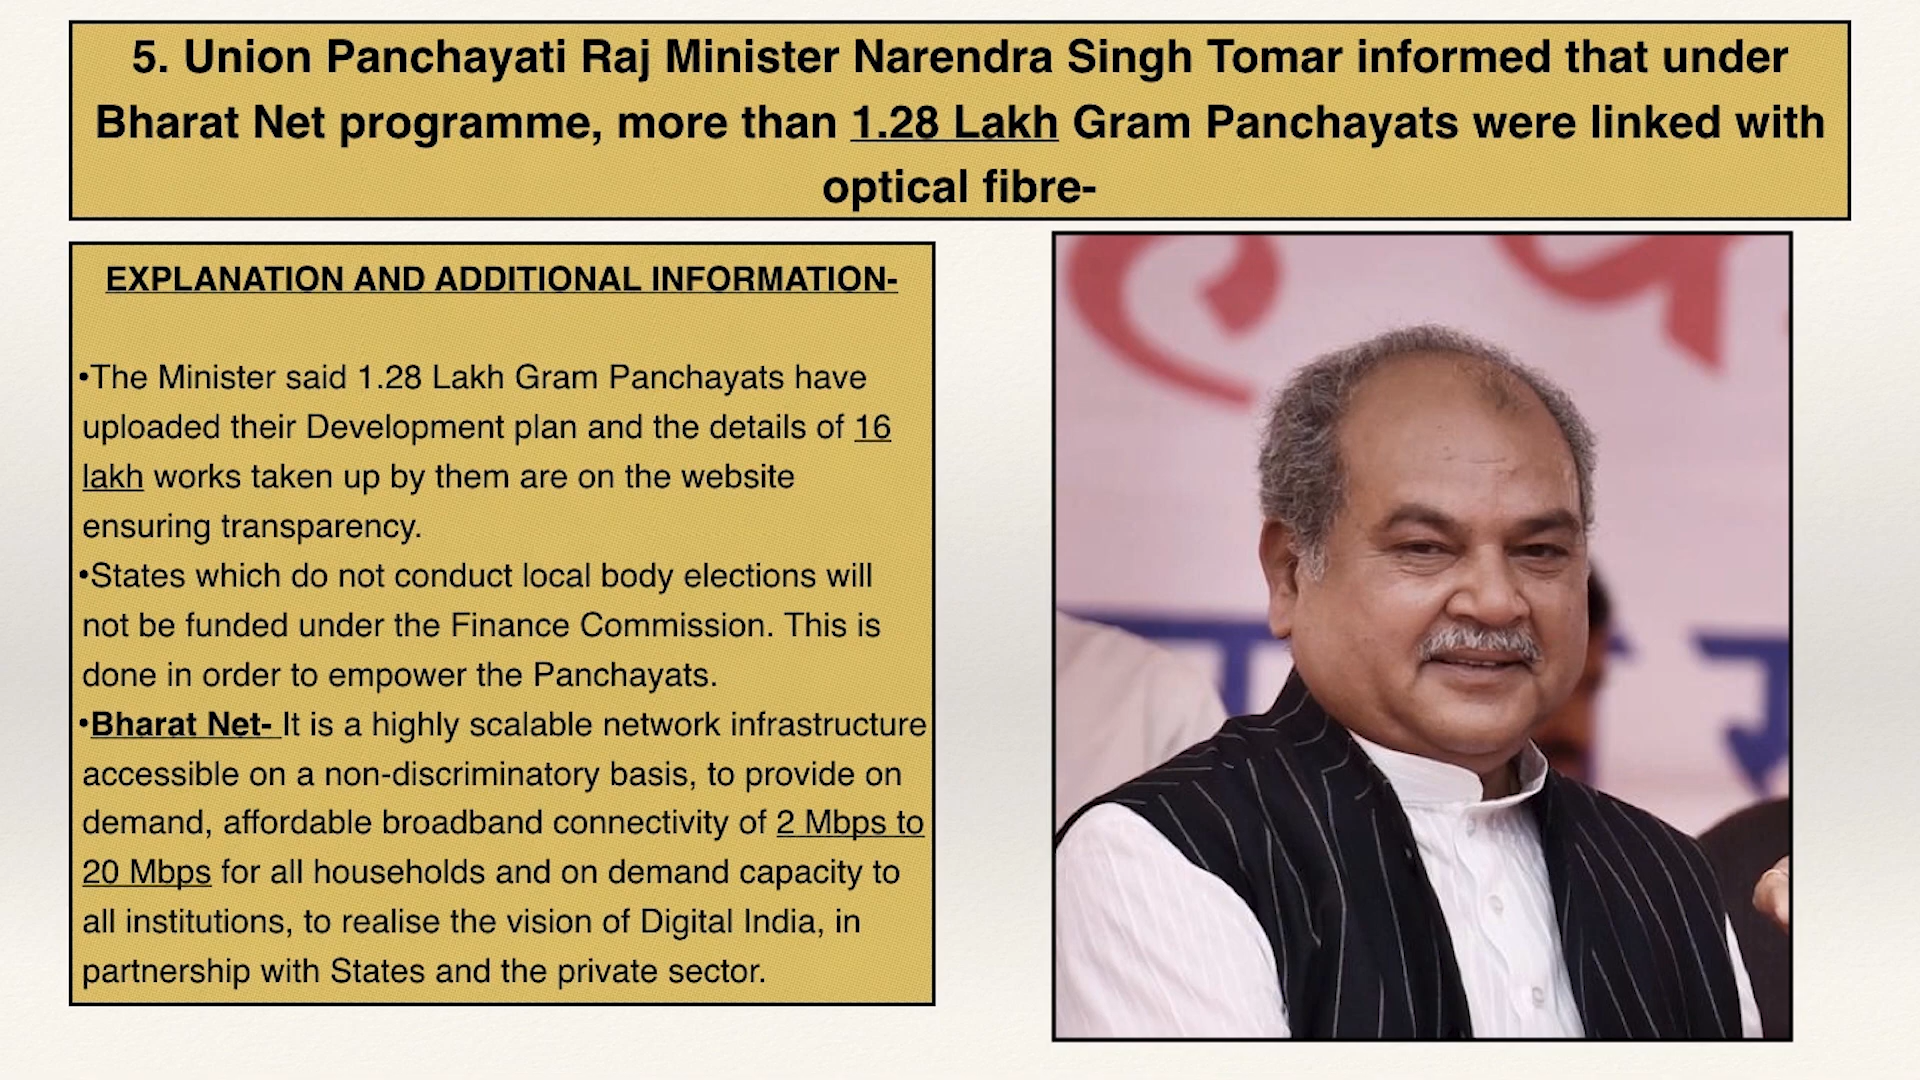 5. Union Panchayati Raj Minister Narendra Singh Tomar informed that under
Bharat Net programme, more than 1.28 Lakh Gram Panchayats were linked with
optical fibre-
EXPLANATION AND ADDITIONAL INFORMATION-
•The Minister said 1.28 Lakh Gram Panchayats have
uploaded their Development plan and the details of 16
lakh works taken up by them are on the website
ensuring transparency.
•States which do not conduct local body elections will
not be funded under the Finance Commission. This is
done in order to empower the Panchayats.
•Bharat Net- It is a highly scalable network infrastructure
accessible on a non-discriminatory basis, to provide on
demand, affordable broadband connectivity of 2 Mbps to
20 Mbps for all households and on demand capacity to
all institutions, to realise the vision of Digital India, in
partnership with States and the private sector.